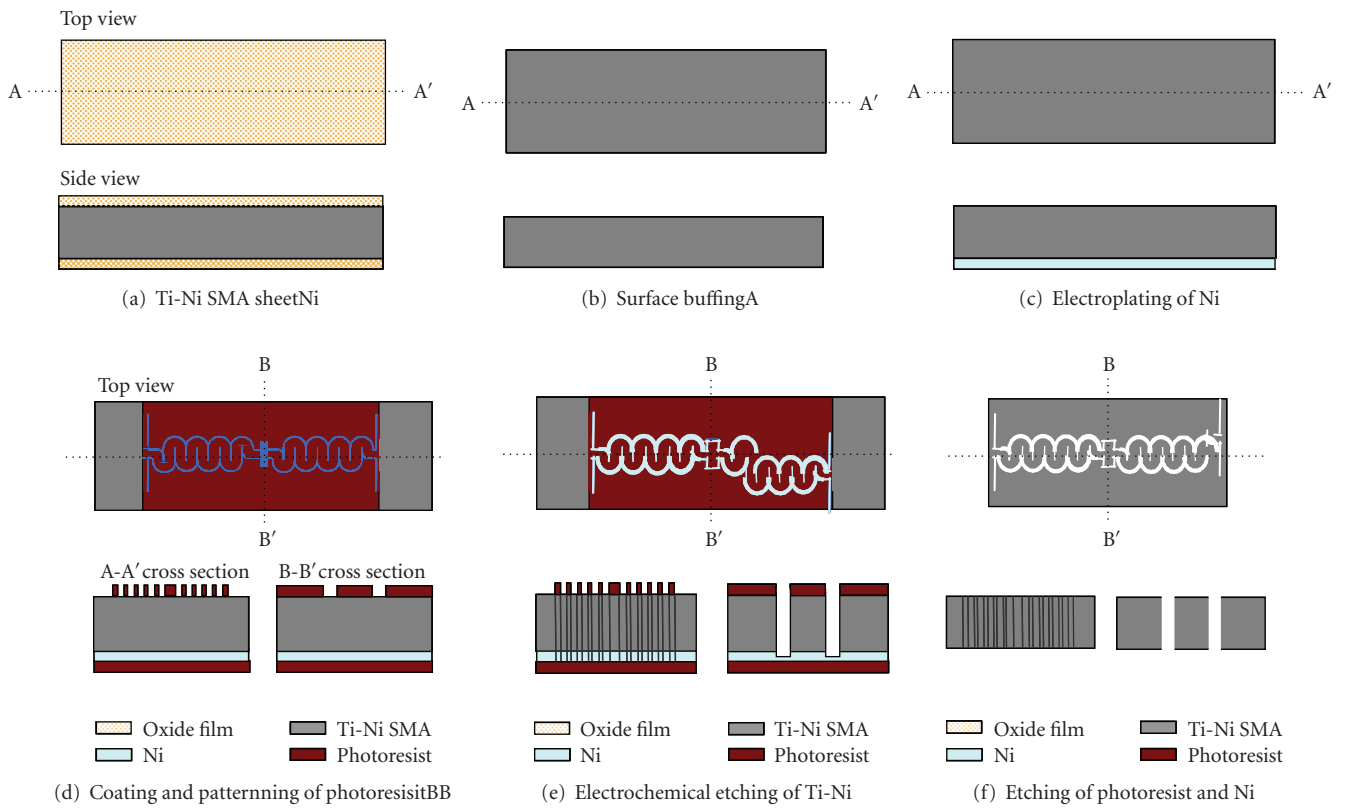 Top view
A
A′
Side view
(a) Ti-Ni SMA sheetNi
A
A′
(b) Surface buffingA
A
A′
(c) Electroplating of Ni
B
Top view
B′
A-A′ cross section
B-B′ cross section
Oxide film
Ti-Ni SMA
Ni
Photoresist
(d) Coating and patternning of photoresisitBB
B
B′
Oxide film
Ti-Ni SMA
Ni
Photoresist
(e) Electrochemical etching of Ti-Ni
B
B′
Oxide film
Ti-Ni SMA
Ni
Photoresist
(f) Etching of photoresist and Ni